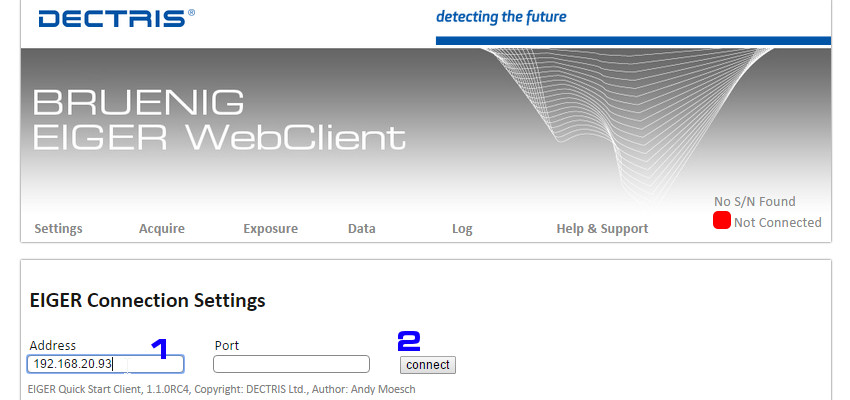 DECTRIS®
detecting the future
BRUENIG
EIGER WebClient
No S/N Found
Not Connected
Settings Acquire Exposure Data Log Help & Support
EIGER Connection Settings
Address 1 Port 2
192.168.20.93 connect
EIGER Quick Start Client, 1.1.0RC4, Copyright: DECTRIS Ltd., Author: Andy Moesch